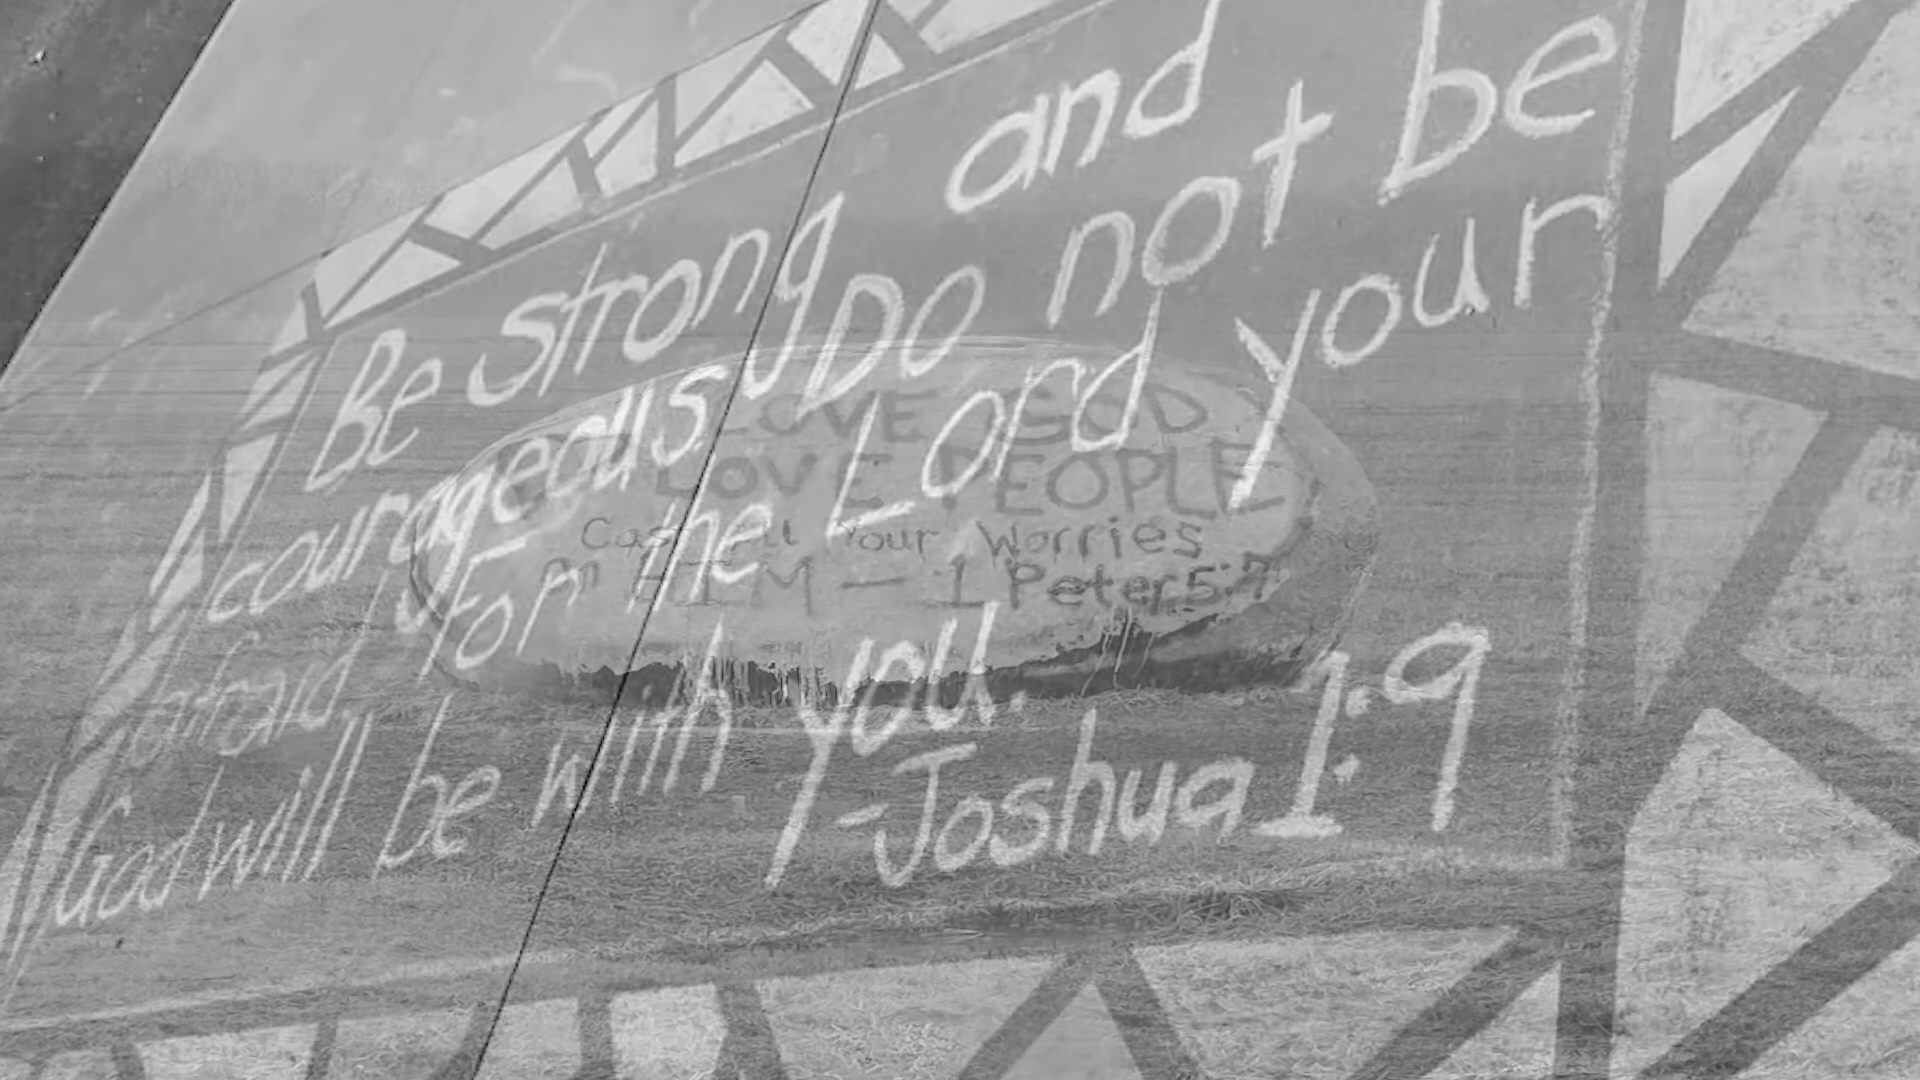 Be strong and
courageous Do not be
afraid for the Lord your
God will be with you.
-Joshua 1:9
LOVE GOD
LOVE PEOPLE
Cast all Your Worries
on HIM — 1 Peter 5:7